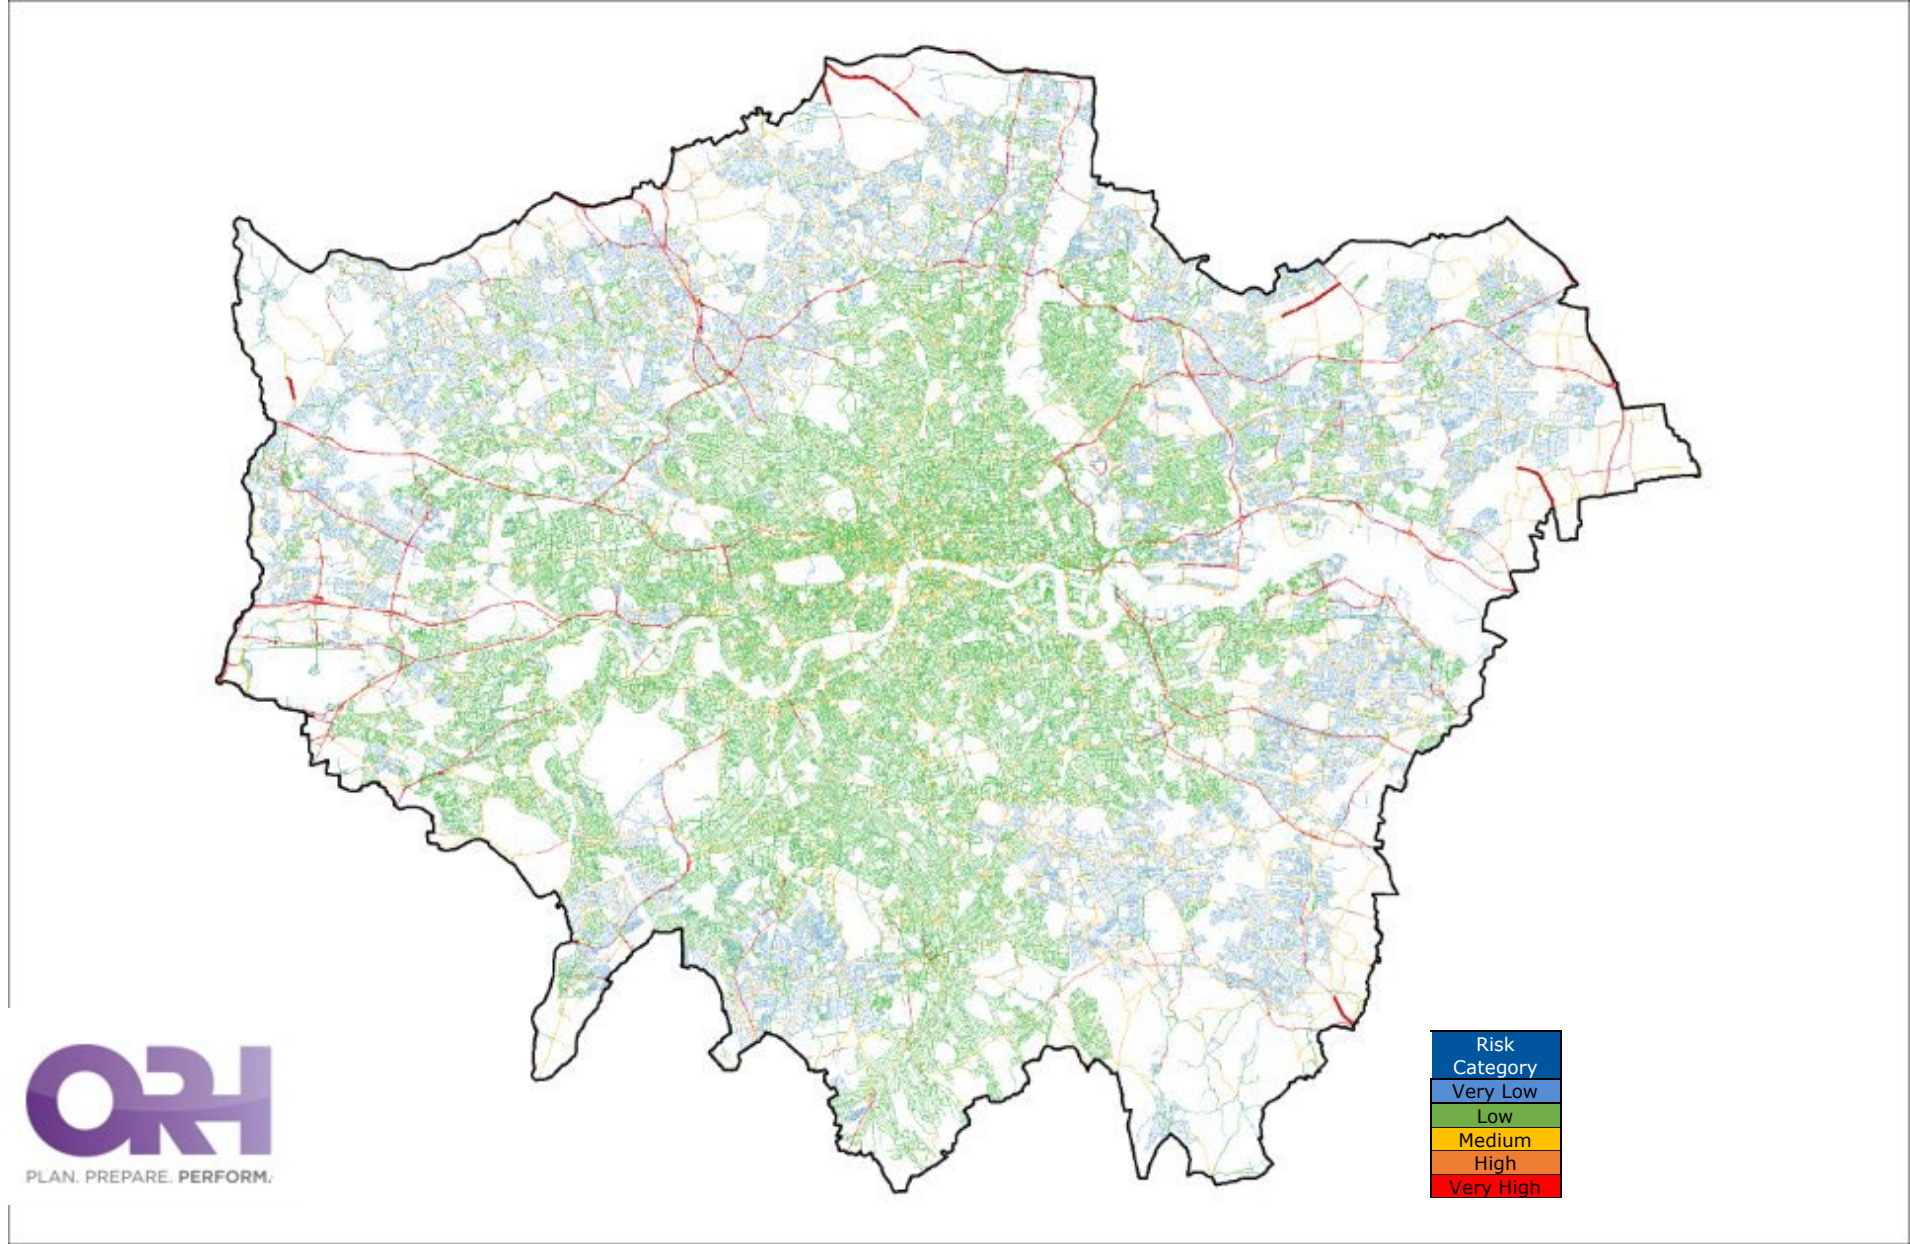 ORH
PLAN. PREPARE. PERFORM.
Risk
Category
Very Low
Low
Medium
High
Very High